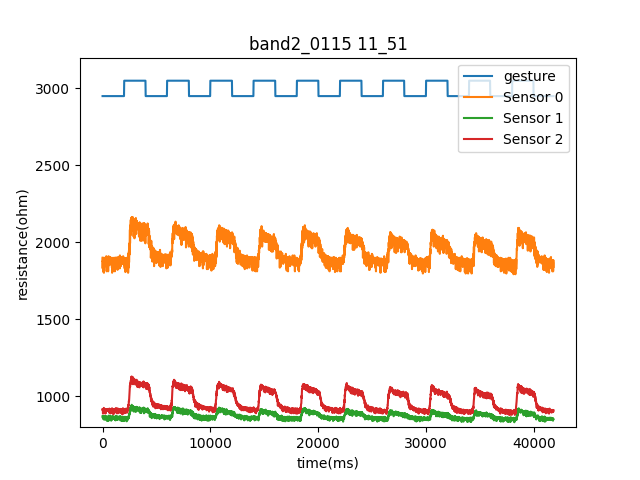 band2_0115 11_51
3000
2500
2000
1500
1000
resistance(ohm)
gesture
Sensor 0
Sensor 1
Sensor 2
0
10000
20000
30000
40000
time(ms)